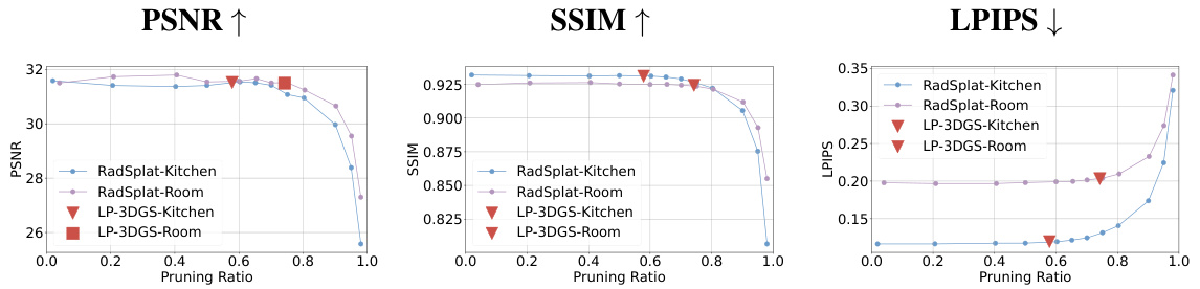 PSNR ↑
32
30
28
26
PSNR
RadSplat-Kitchen
RadSplat-Room
LP-3DGS-Kitchen
LP-3DGS-Room
0.0 0.2 0.4 0.6 0.8 1.0
Pruning Ratio
SSIM ↑
0.925
0.900
0.875
0.850
0.825
SSIM
RadSplat-Kitchen
RadSplat-Room
LP-3DGS-Kitchen
LP-3DGS-Room
0.0 0.2 0.4 0.6 0.8 1.0
Pruning Ratio
LPIPS ↓
0.35
0.30
0.25
0.20
0.15
LPIPS
RadSplat-Kitchen
RadSplat-Room
LP-3DGS-Kitchen
LP-3DGS-Room
0.0 0.2 0.4 0.6 0.8 1.0
Pruning Ratio